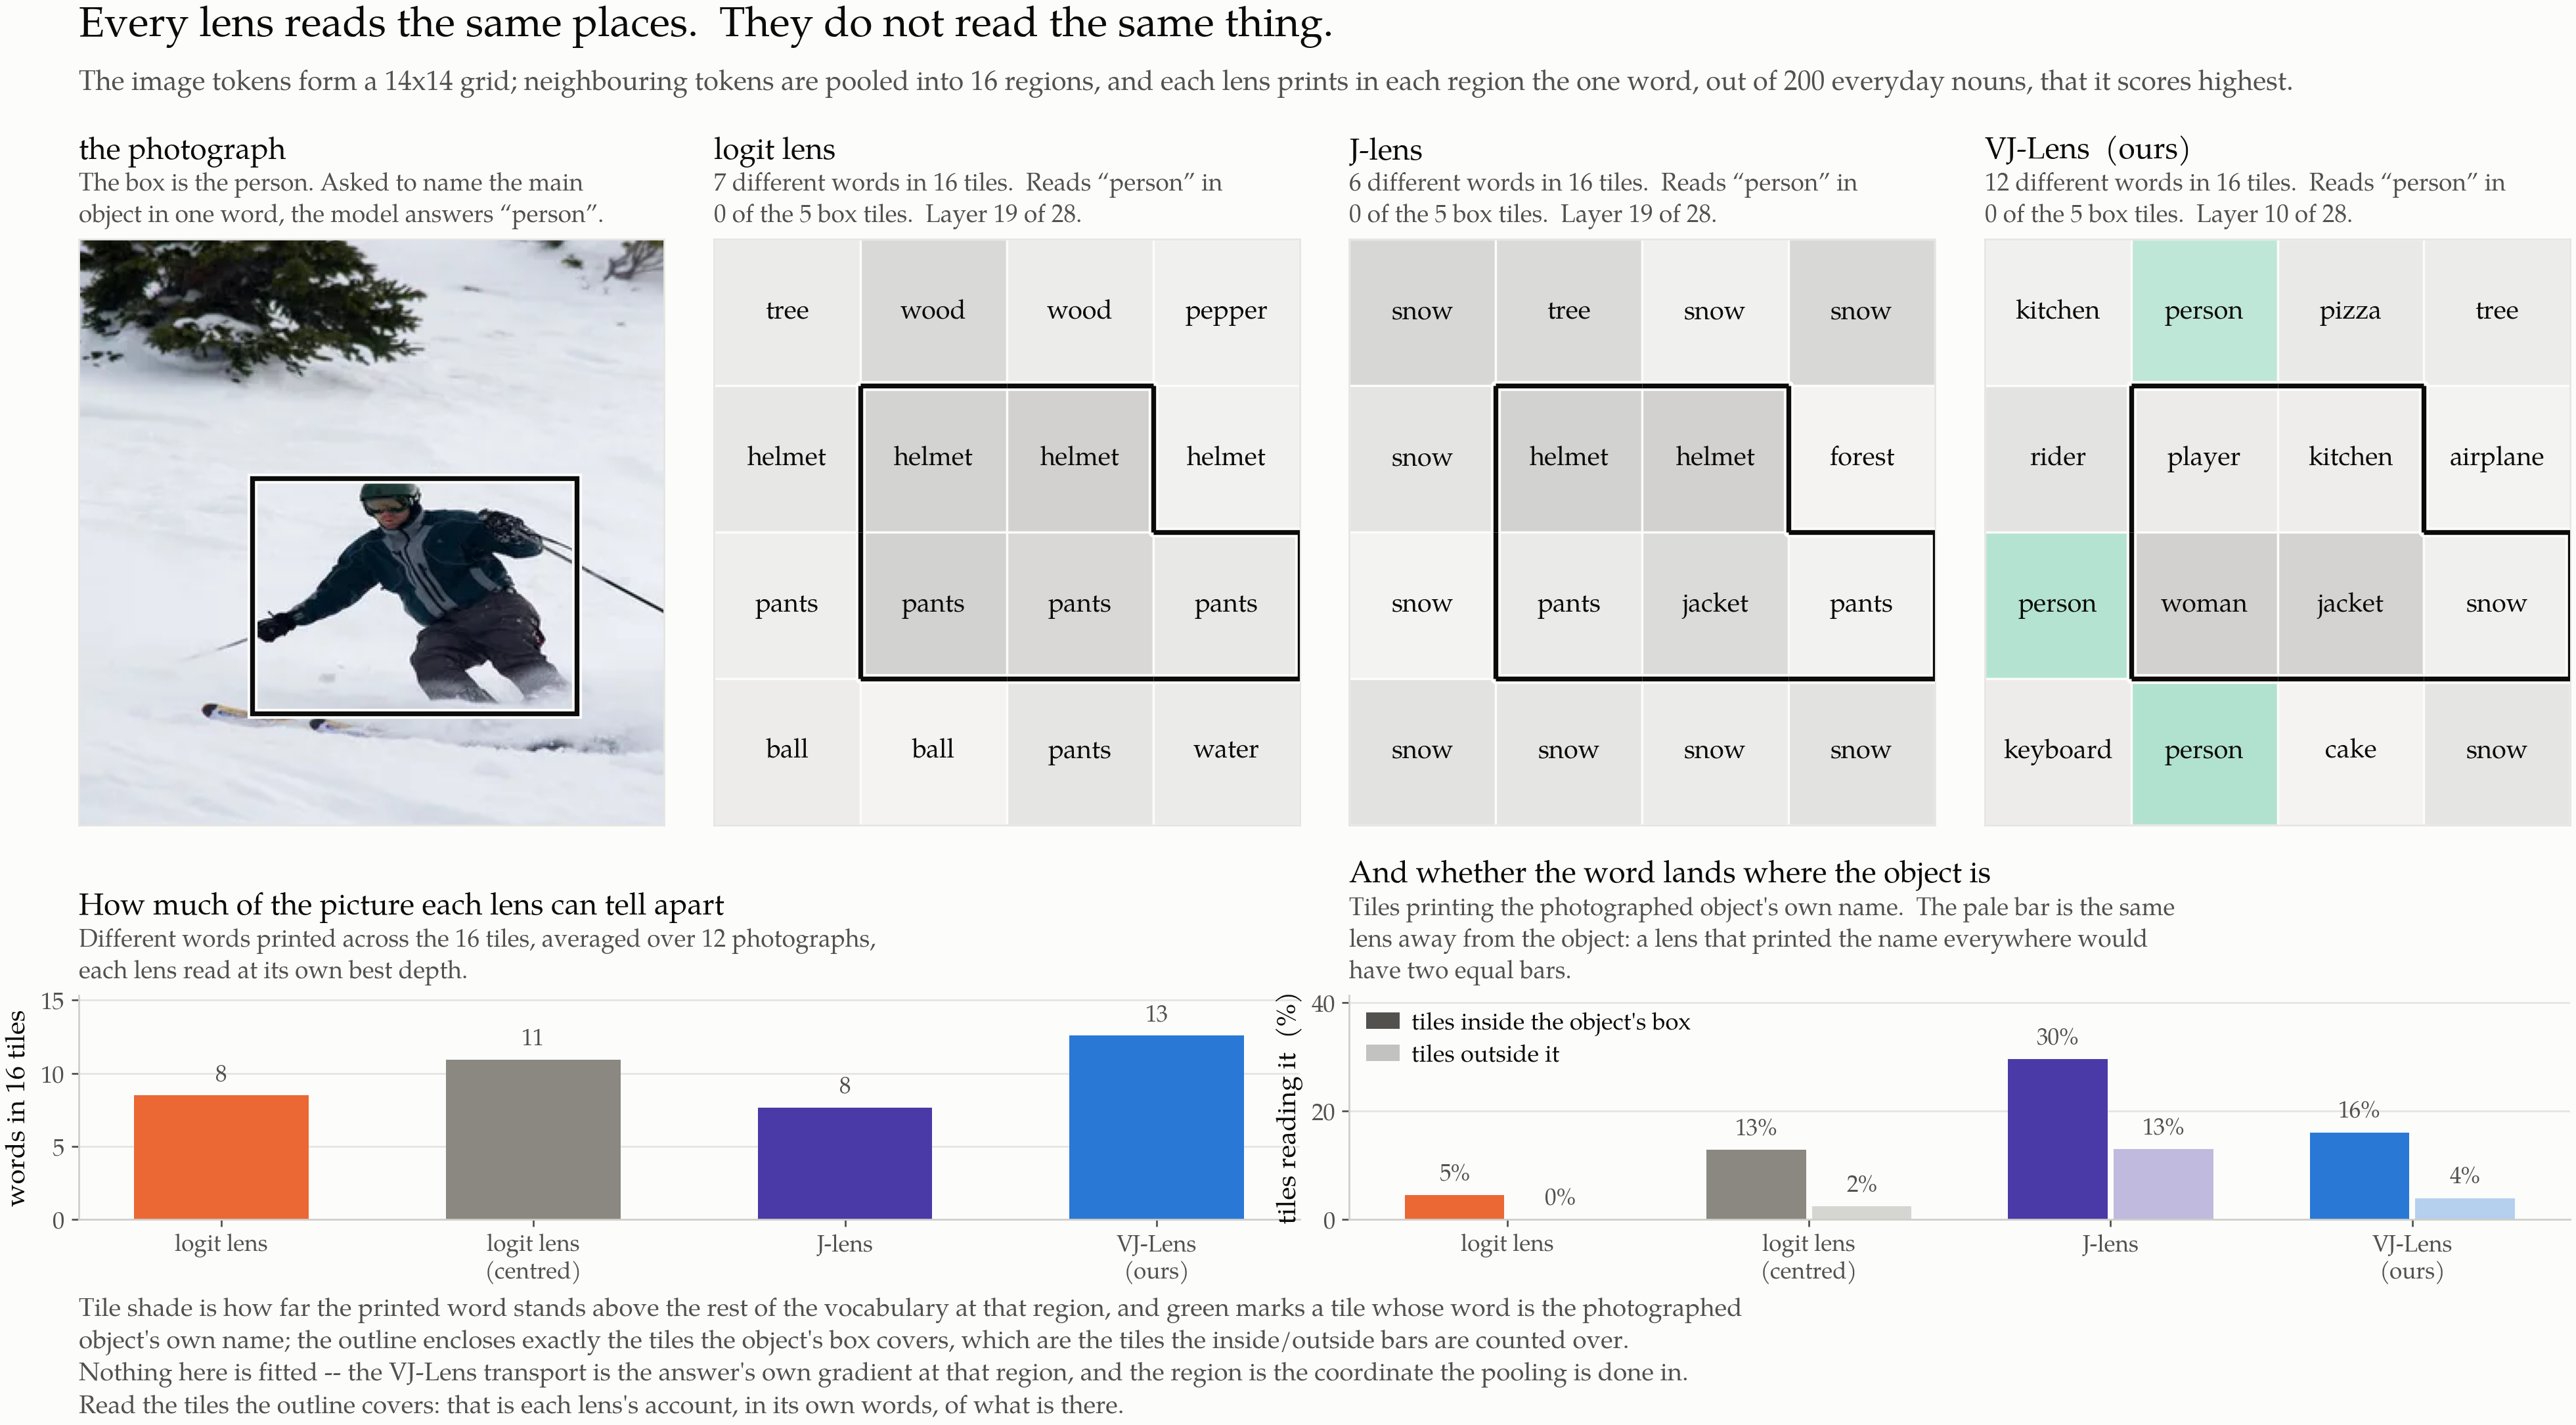 Every lens reads the same places.  They do not read the same thing.
The image tokens form a 14x14 grid; neighbouring tokens are pooled into 16 regions, and each lens prints in each region the one word, out of 200 everyday nouns, that it scores highest.
the photograph
The box is the person. Asked to name the main
object in one word, the model answers “person”.
logit lens
7 different words in 16 tiles.  Reads “person” in
0 of the 5 box tiles.  Layer 19 of 28.
tree wood wood pepper
helmet helmet helmet helmet
pants pants pants pants
ball ball pants water
J-lens
6 different words in 16 tiles.  Reads “person” in
0 of the 5 box tiles.  Layer 19 of 28.
snow tree snow snow
snow helmet helmet forest
snow pants jacket pants
snow snow snow snow
VJ-Lens  (ours)
12 different words in 16 tiles.  Reads “person” in
0 of the 5 box tiles.  Layer 10 of 28.
kitchen person pizza tree
rider player kitchen airplane
person woman jacket snow
keyboard person cake snow
How much of the picture each lens can tell apart
Different words printed across the 16 tiles, averaged over 12 photographs,
each lens read at its own best depth.
words in 16 tiles
15
10
5
0
8
11
8
13
logit lens
logit lens
(centred)
J-lens
VJ-Lens
(ours)
And whether the word lands where the object is
Tiles printing the photographed object's own name.  The pale bar is the same
lens away from the object: a lens that printed the name everywhere would
have two equal bars.
tiles reading it  (%)
40
20
0
tiles inside the object's box
tiles outside it
5%
0%
13%
2%
30%
13%
16%
4%
logit lens
logit lens
(centred)
J-lens
VJ-Lens
(ours)
Tile shade is how far the printed word stands above the rest of the vocabulary at that region, and green marks a tile whose word is the photographed
object's own name; the outline encloses exactly the tiles the object's box covers, which are the tiles the inside/outside bars are counted over.
Nothing here is fitted -- the VJ-Lens transport is the answer's own gradient at that region, and the region is the coordinate the pooling is done in.
Read the tiles the outline covers: that is each lens's account, in its own words, of what is there.